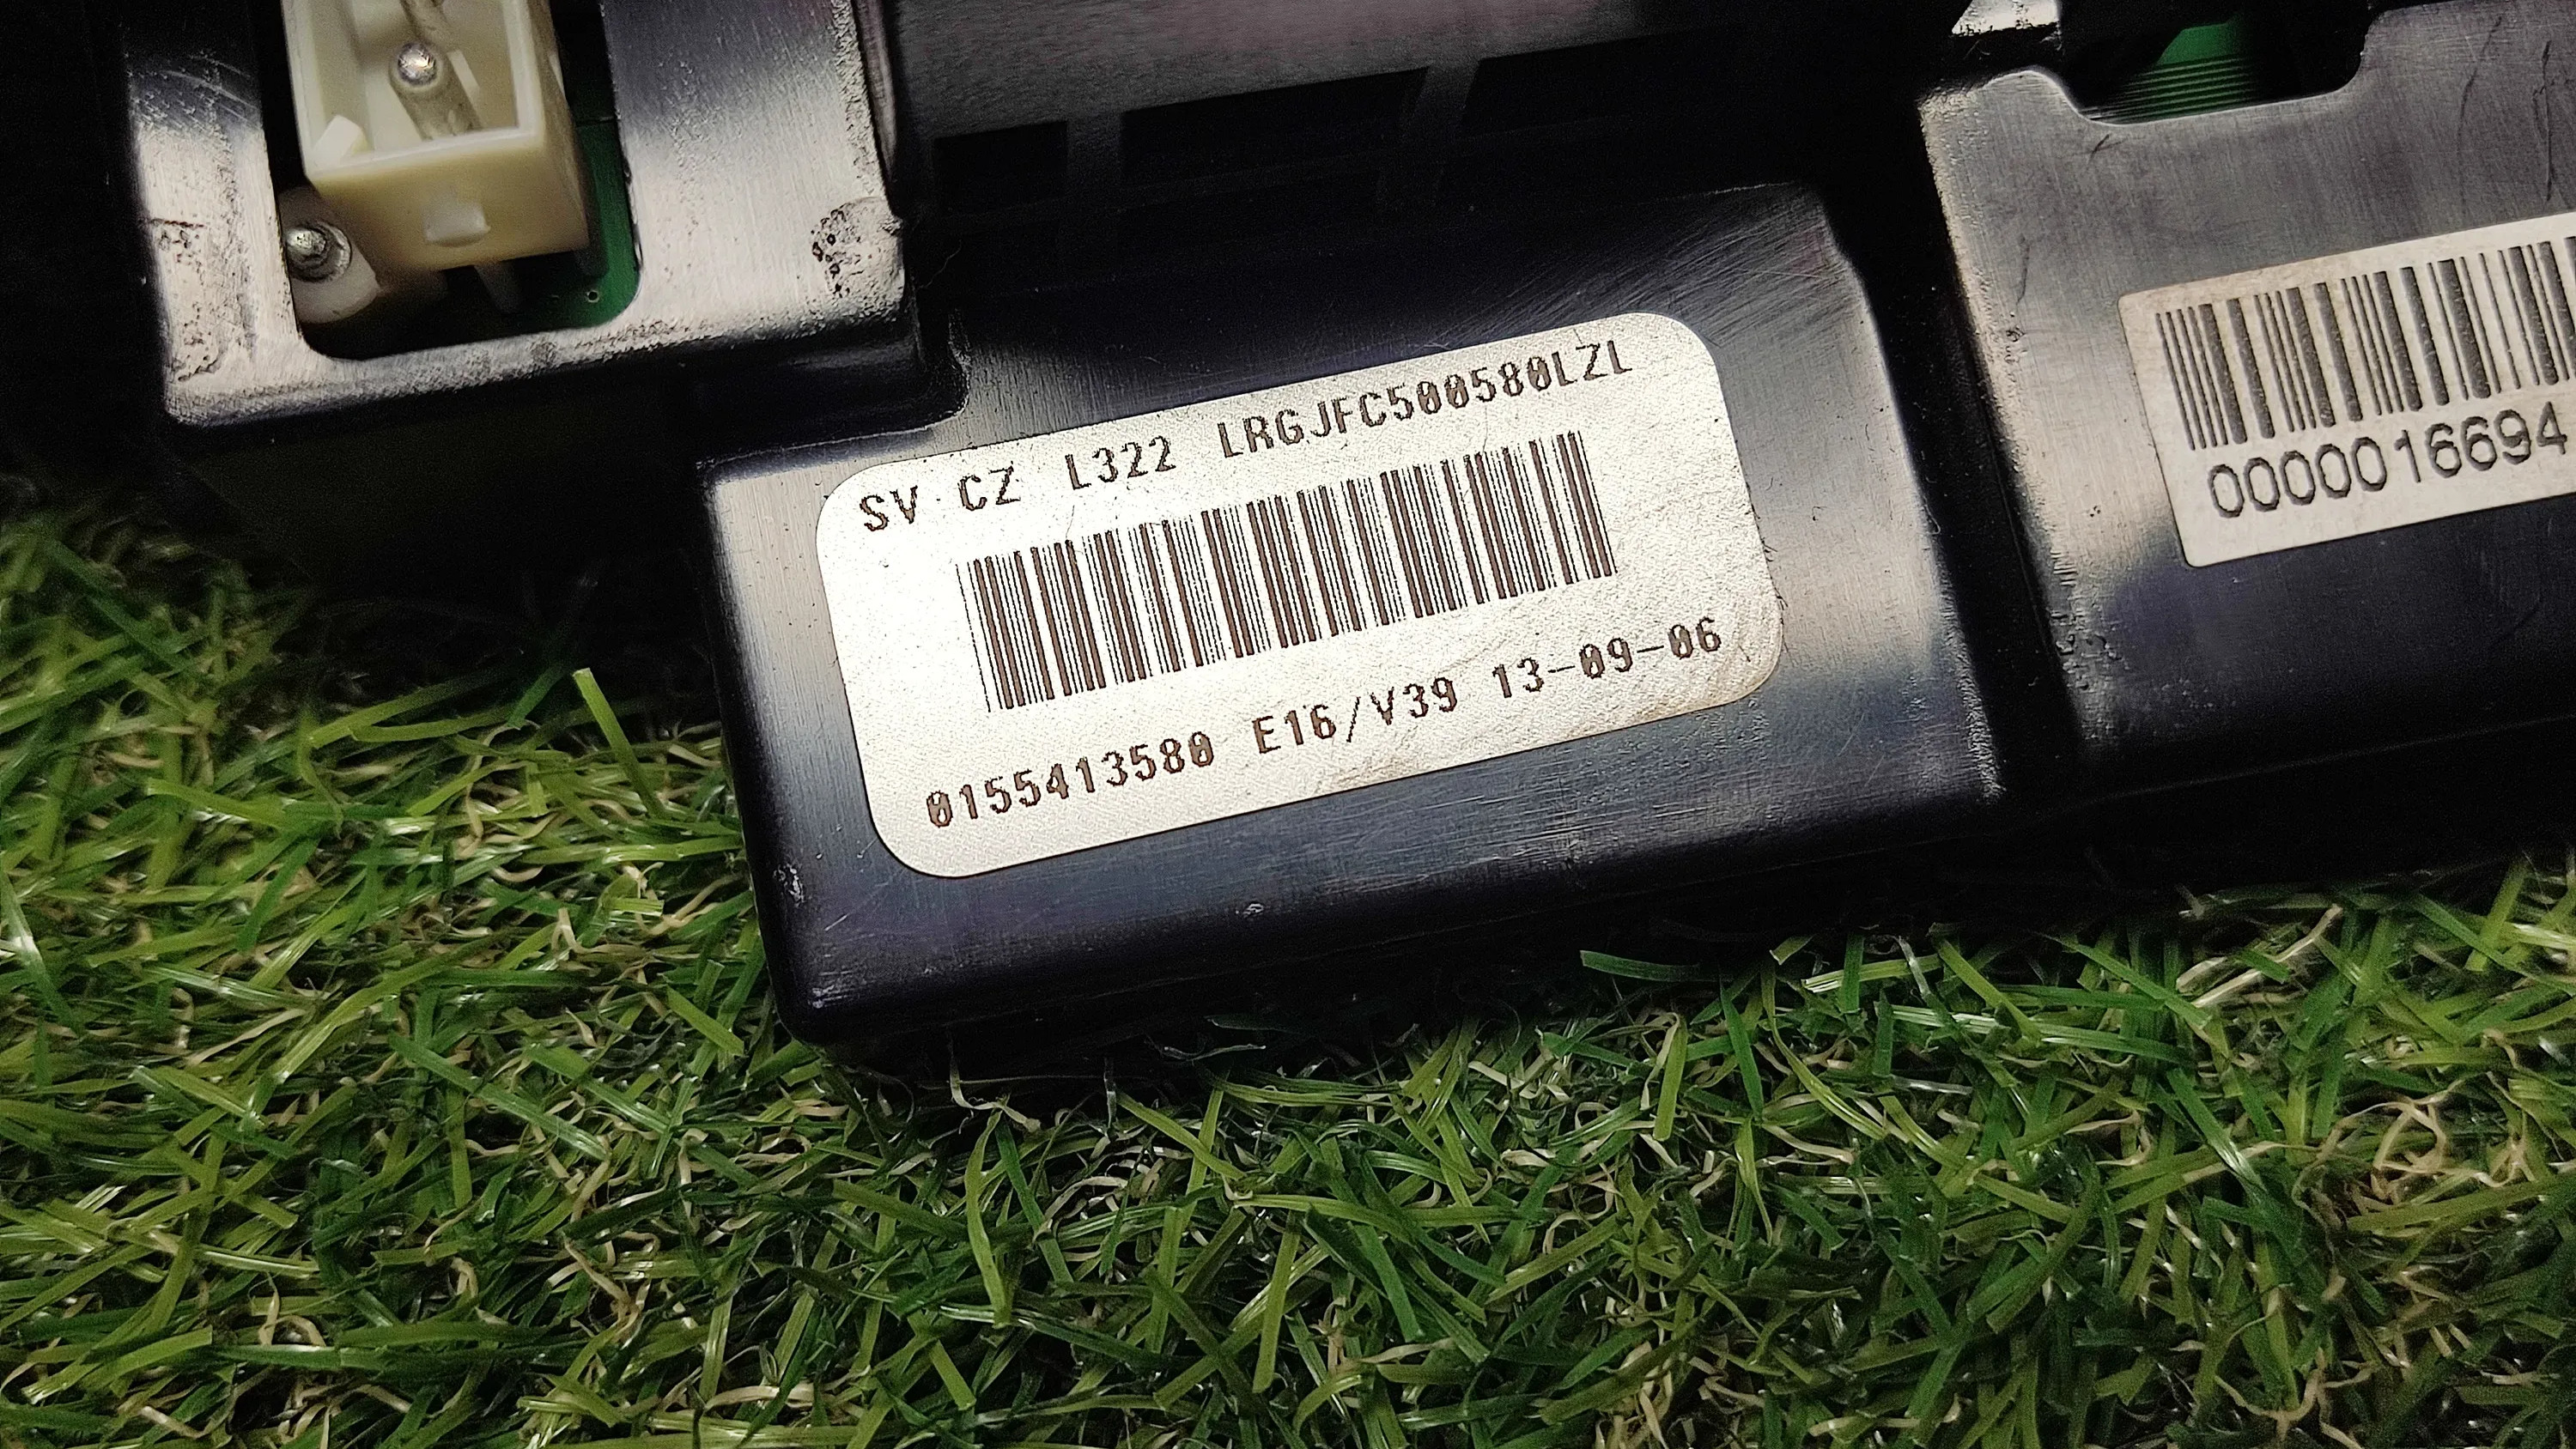 SV CZ L322 LRGJFC500580LZL
0155413580 E16/V39 13-09-06
0000016694